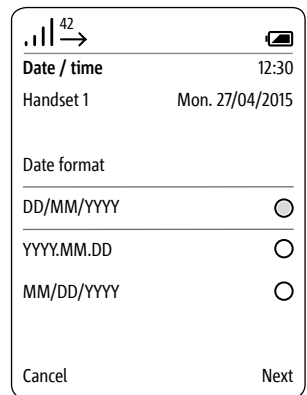 42
Date / time 12:30
Handset 1 Mon. 27/04/2015
Date format
DD/MM/YYYY
YYYY.MM.DD
MM/DD/YYYY
Cancel Next